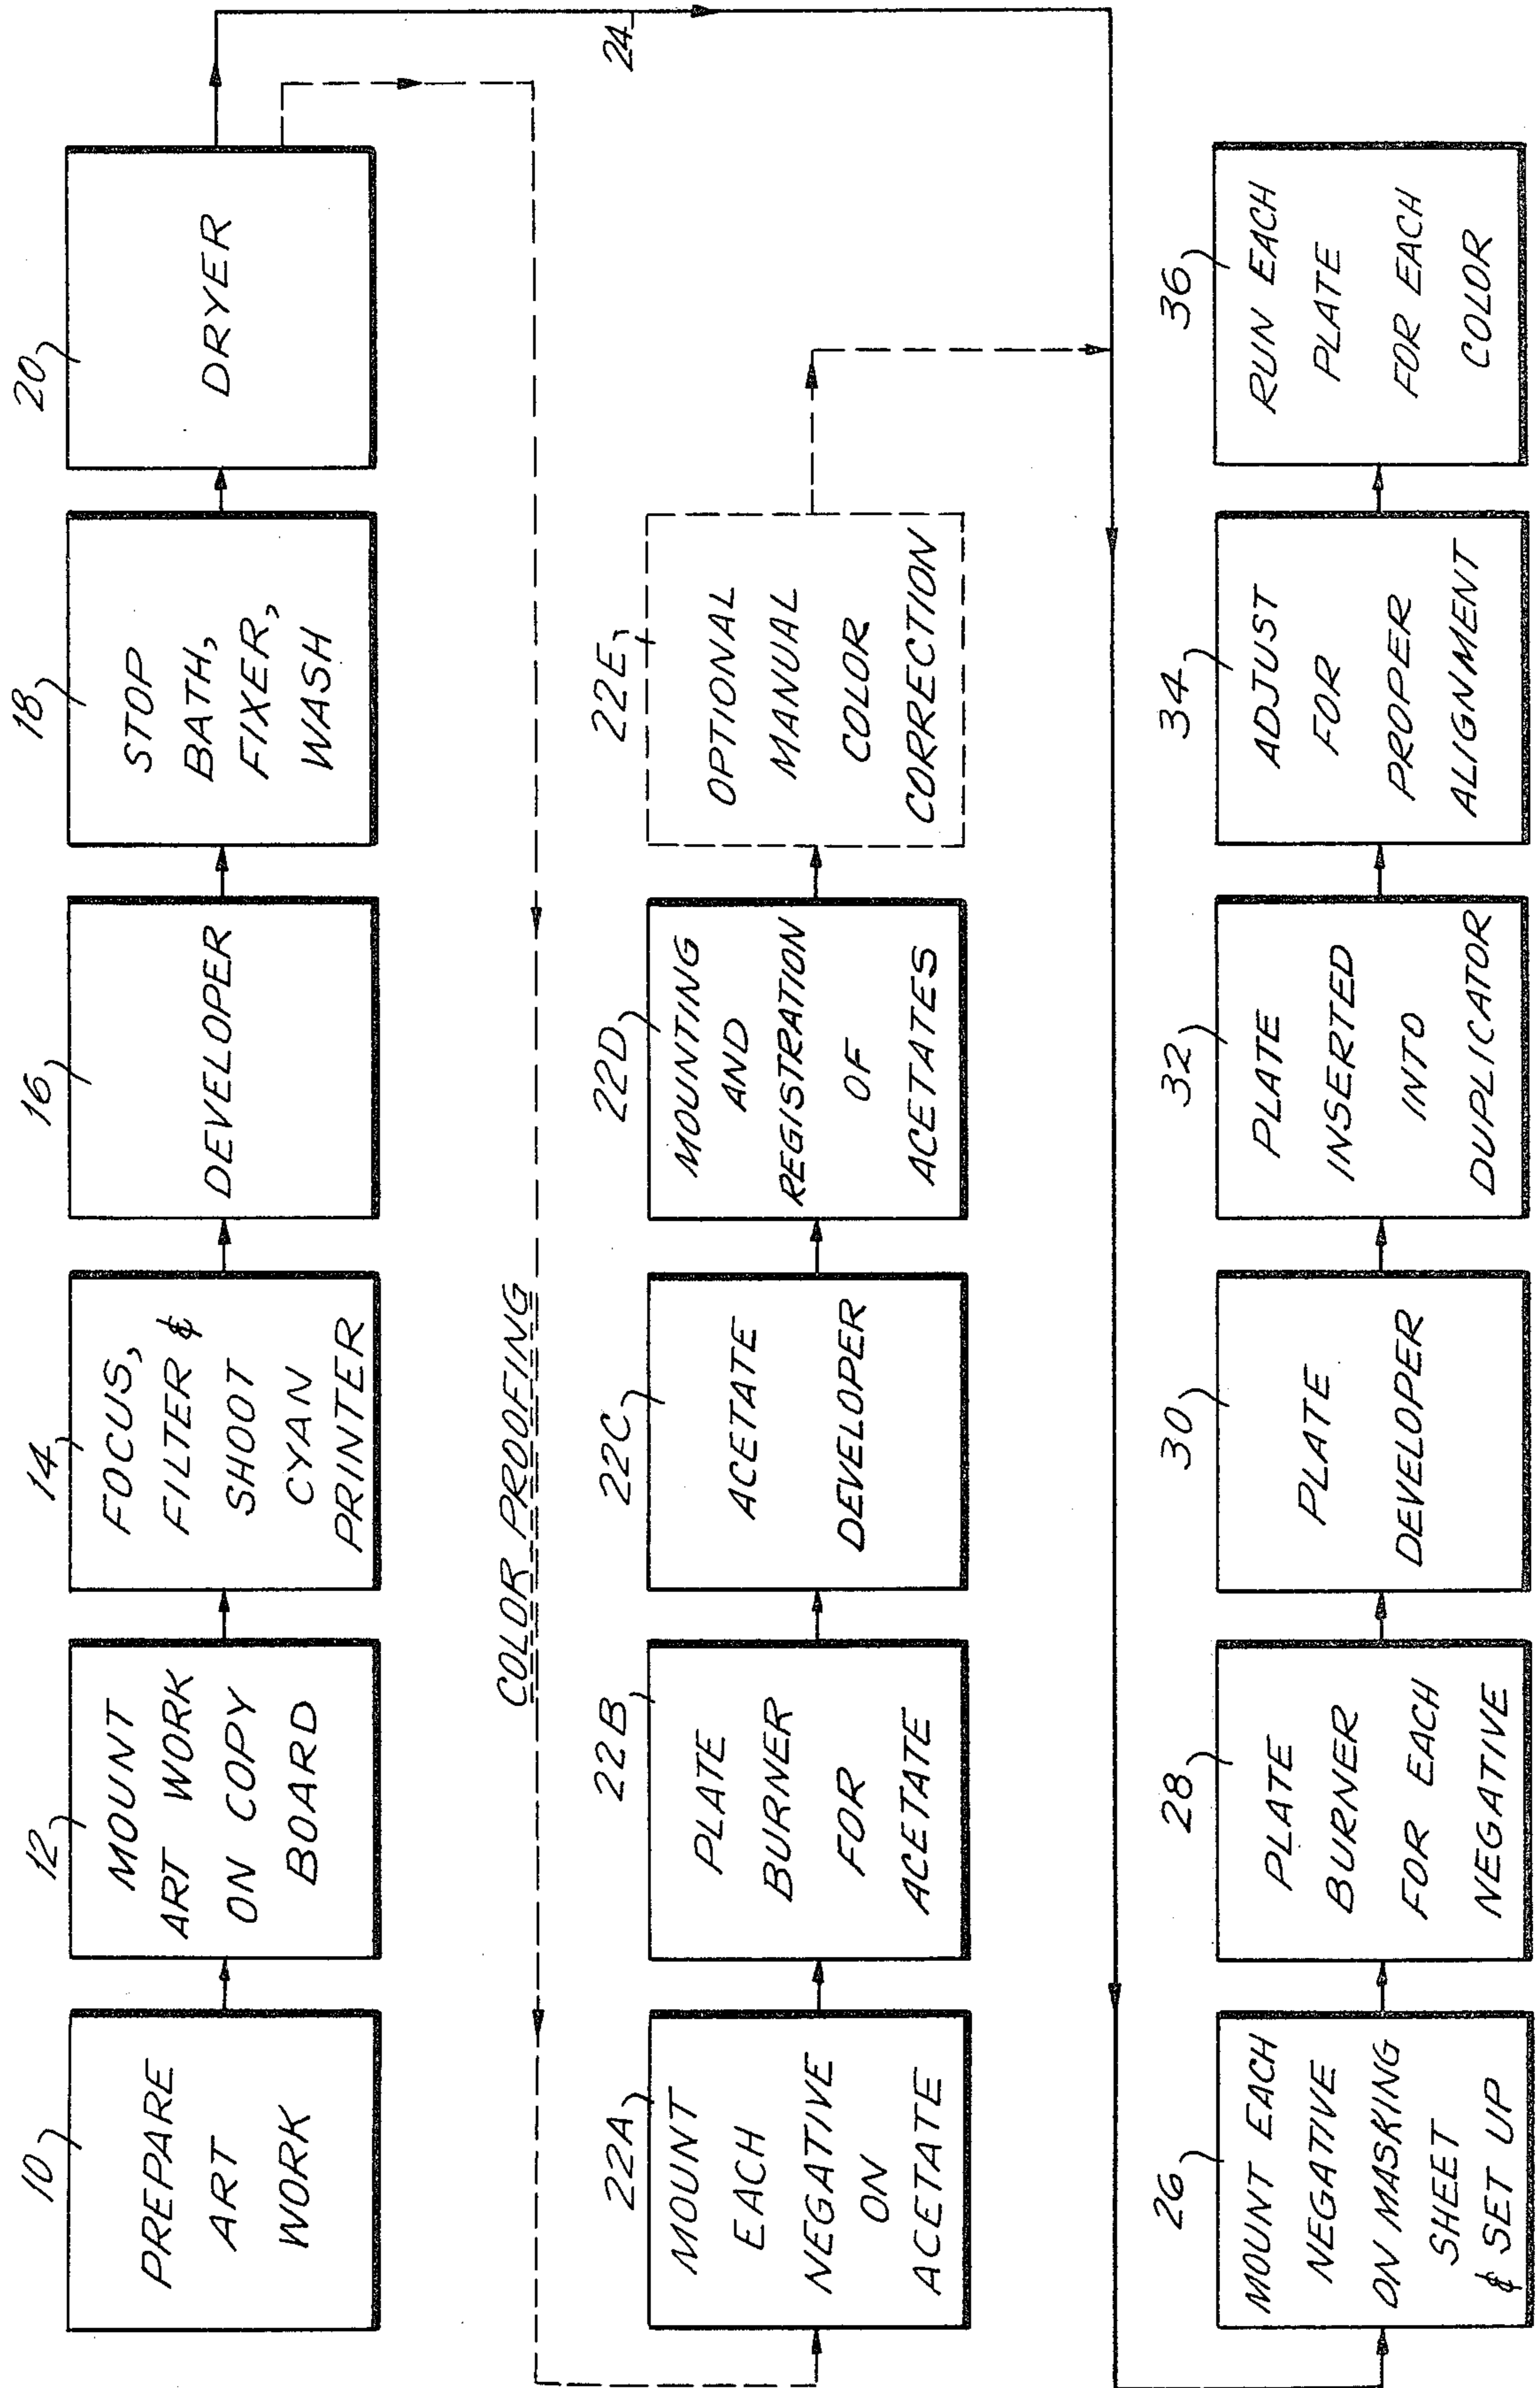 10
PREPARE
ART
WORK
12
MOUNT
ART WORK
ON COPY
BOARD
14
FOCUS,
FILTER &
SHOOT
CYAN
PRINTER
16
DEVELOPER
18
STOP
BATH,
FIXER,
WASH
20
DRYER
24
COLOR PROOFING
22A
MOUNT
EACH
NEGATIVE
ON
ACETATE
22B
PLATE
BURNER
FOR
ACETATE
22C
ACETATE
DEVELOPER
22D
MOUNTING
AND
REGISTRATION
OF
ACETATES
22E
OPTIONAL
MANUAL
COLOR
CORRECTION
26
MOUNT EACH
NEGATIVE
ON MASKING
SHEET
& SET UP
28
PLATE
BURNER
FOR EACH
NEGATIVE
30
PLATE
DEVELOPER
32
PLATE
INSERTED
INTO
DUPLICATOR
34
ADJUST
FOR
PROPER
ALIGNMENT
36
RUN EACH
PLATE
FOR EACH
COLOR